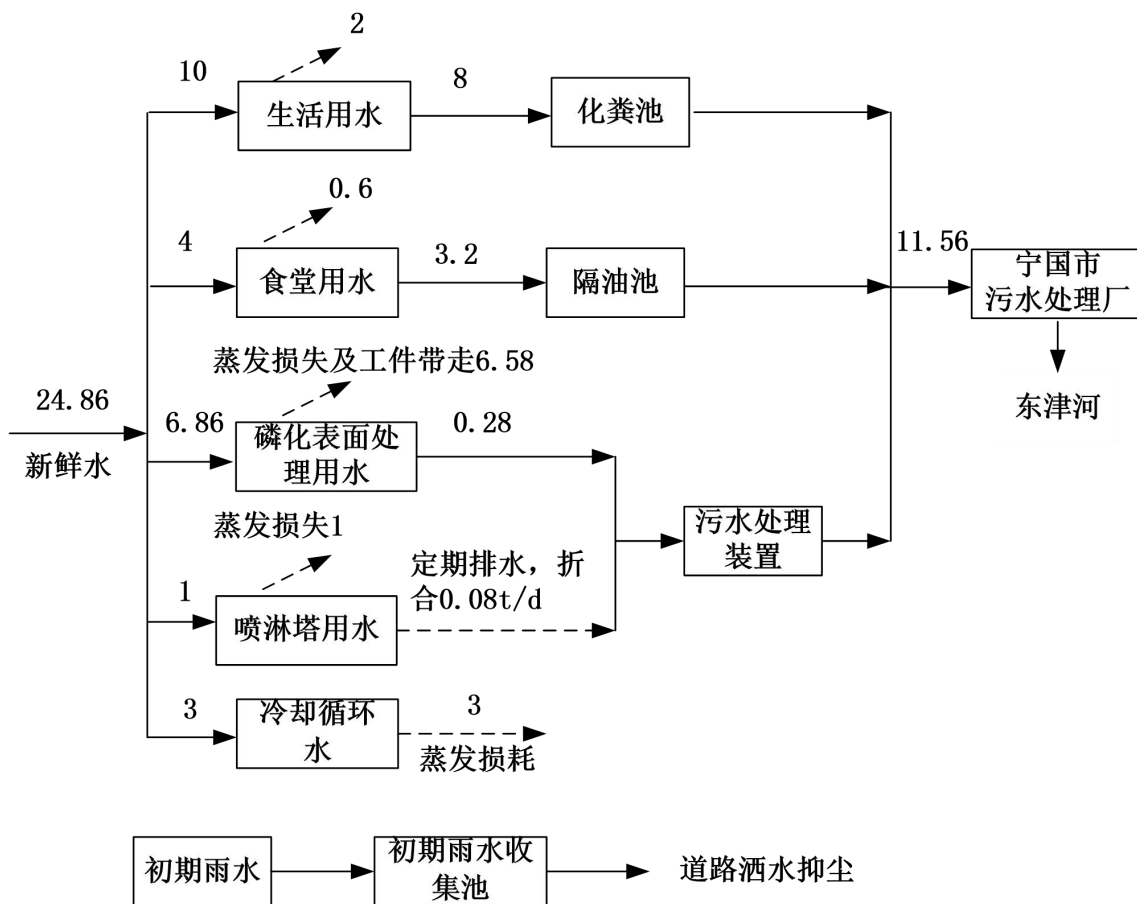 2
10
生活用水
8
化粪池
0.6
4
食堂用水
3.2
隔油池
11.56
宁国市
污水处理厂
东津河
24.86
新鲜水
蒸发损失及工件带走6.58
6.86
磷化表面处
理用水
0.28
蒸发损失1
1
喷淋塔用水
定期排水，折
合0.08t/d
污水处理
装置
3
冷却循环
水
3
蒸发损耗
初期雨水
初期雨水收
集池
道路洒水抑尘